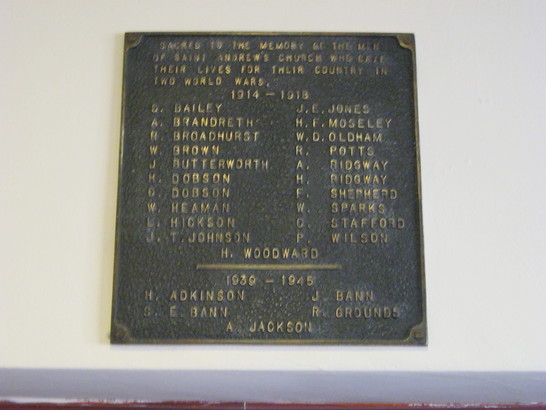 SACRED TO THE MEMORY OF THE MEN
OF SAINT ANDREW'S CHURCH WHO GAVE
THEIR LIVES FOR THEIR COUNTRY IN
TWO WORLD WARS.
1914 – 1918
BAILEY J. E. JONES
A. BRANDRETH H. F. MOSELEY
BROADHURST W. D. OLDHAM
W. BROWN R. POTTS
J. BUTTERWORTH A. RIDGWAY
H. DOBSON H. RIDGWAY
DOBSON F. SHEPHERD
W. HEAMAN W. SPARKS
HICKSON STAFFORD
J. T. JOHNSON P. WILSON
H. WOODWARD
1939 – 1945
H. ADKINSON J. BANN
E. BANN R. GROUNDS
A. JACKSON